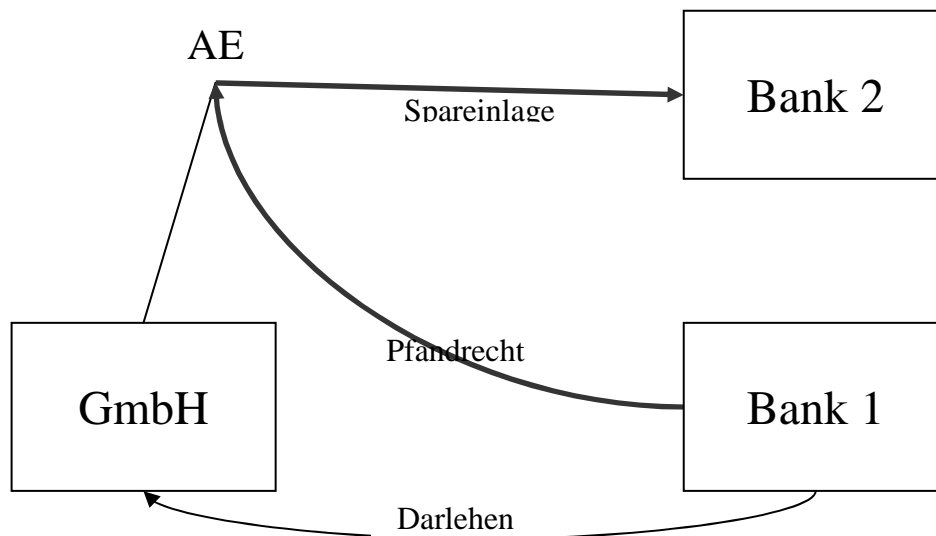 AE
Bank 2
Spareinlage
Pfandrecht
GmbH
Bank 1
Darlehen